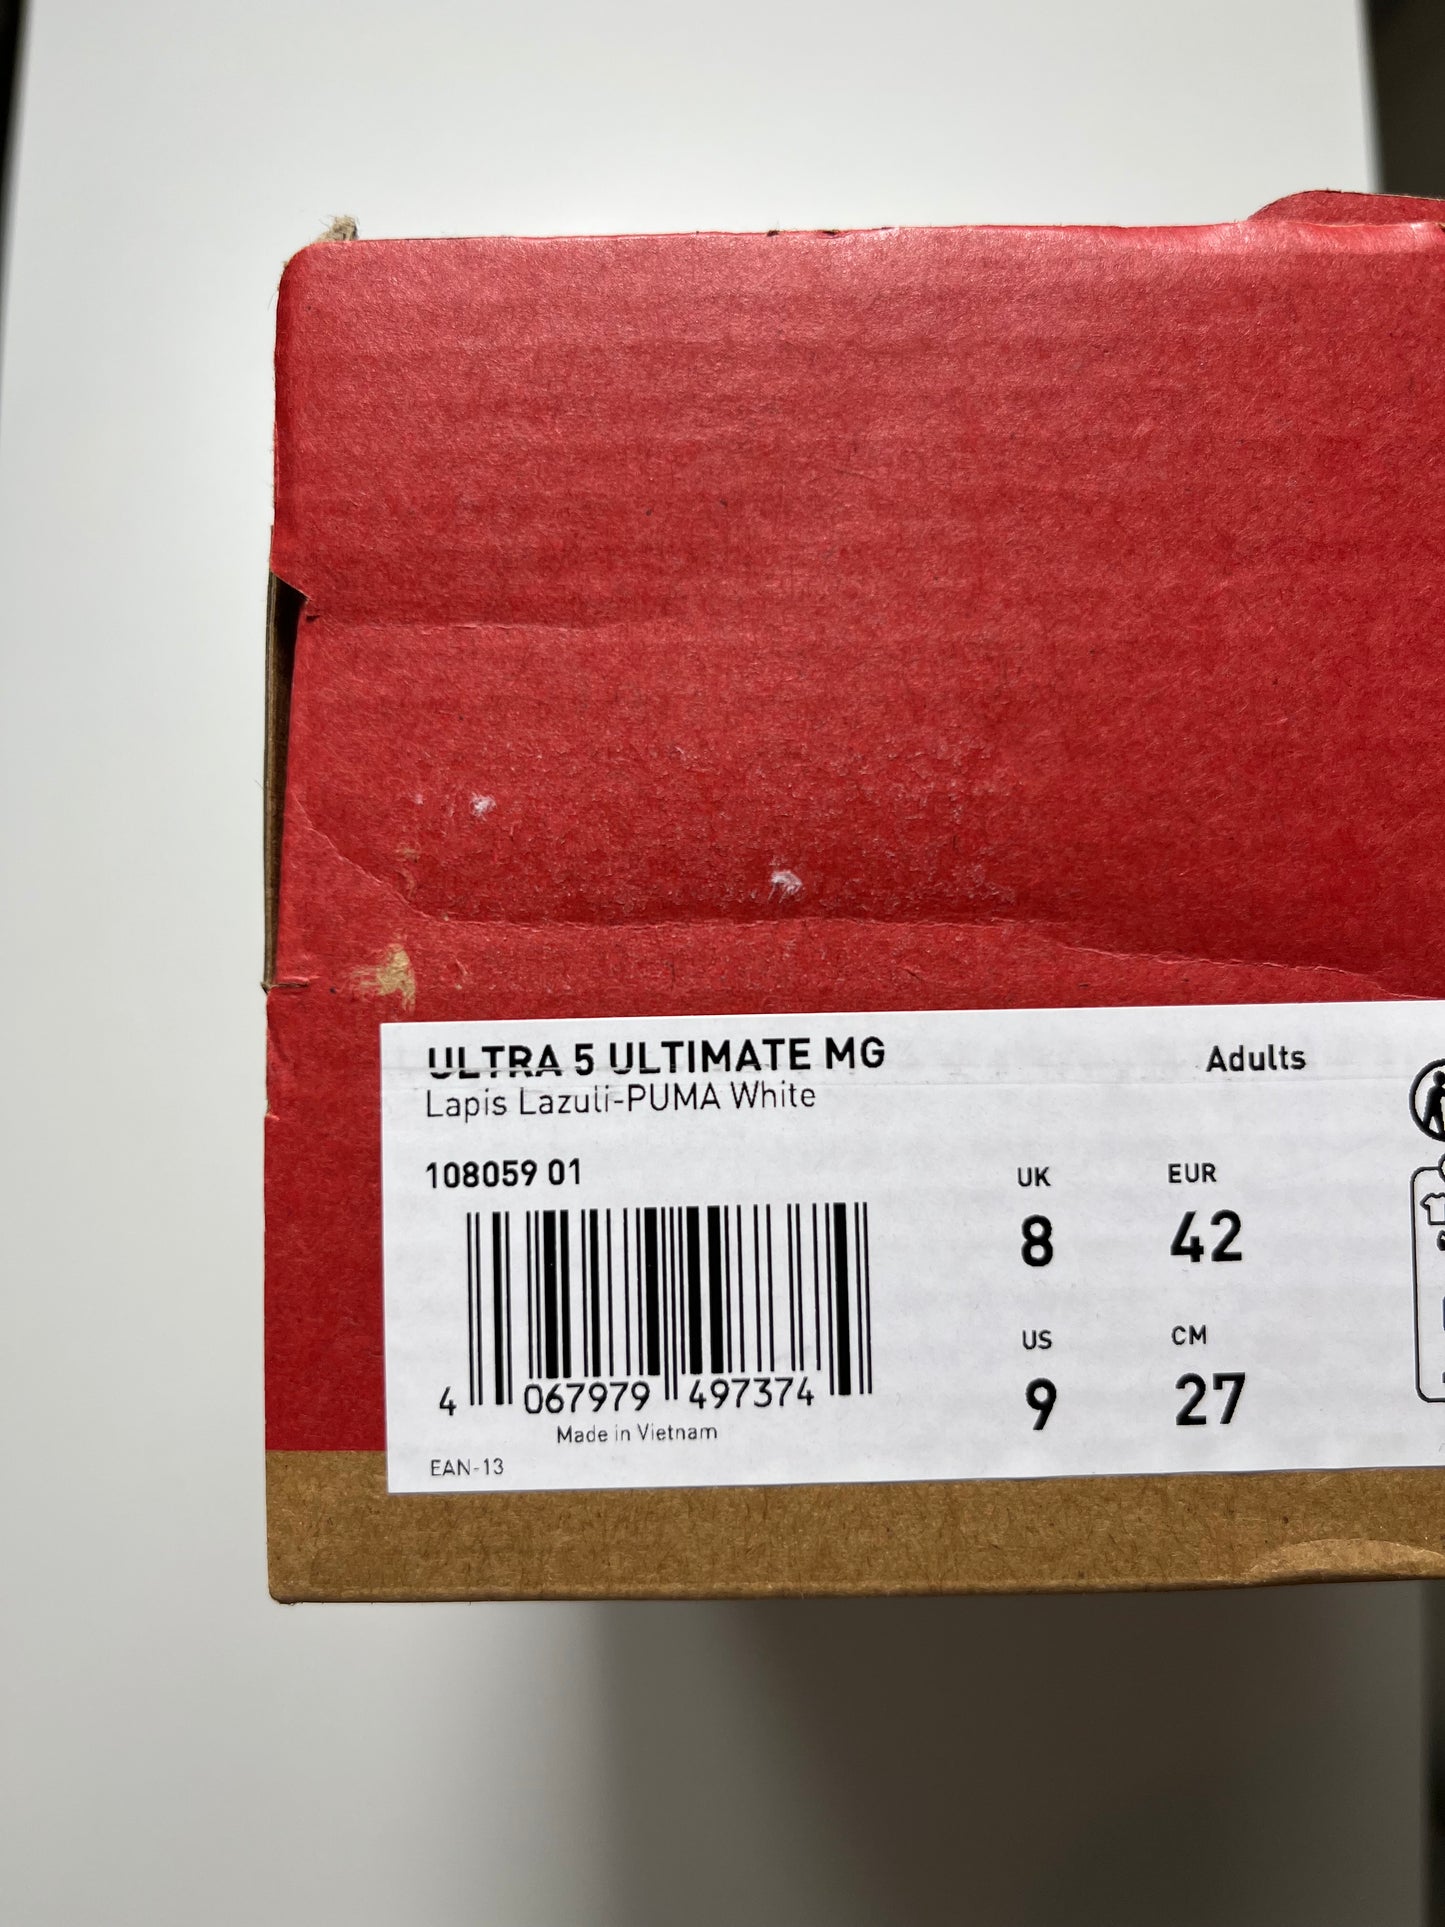 ULTRA 5 ULTIMATE MG
Adults
Lapis Lazuli-PUMA White
108059 01
UK
EUR
8
42
US
CM
9
27
4 067979 497374
Made in Vietnam
EAN-13